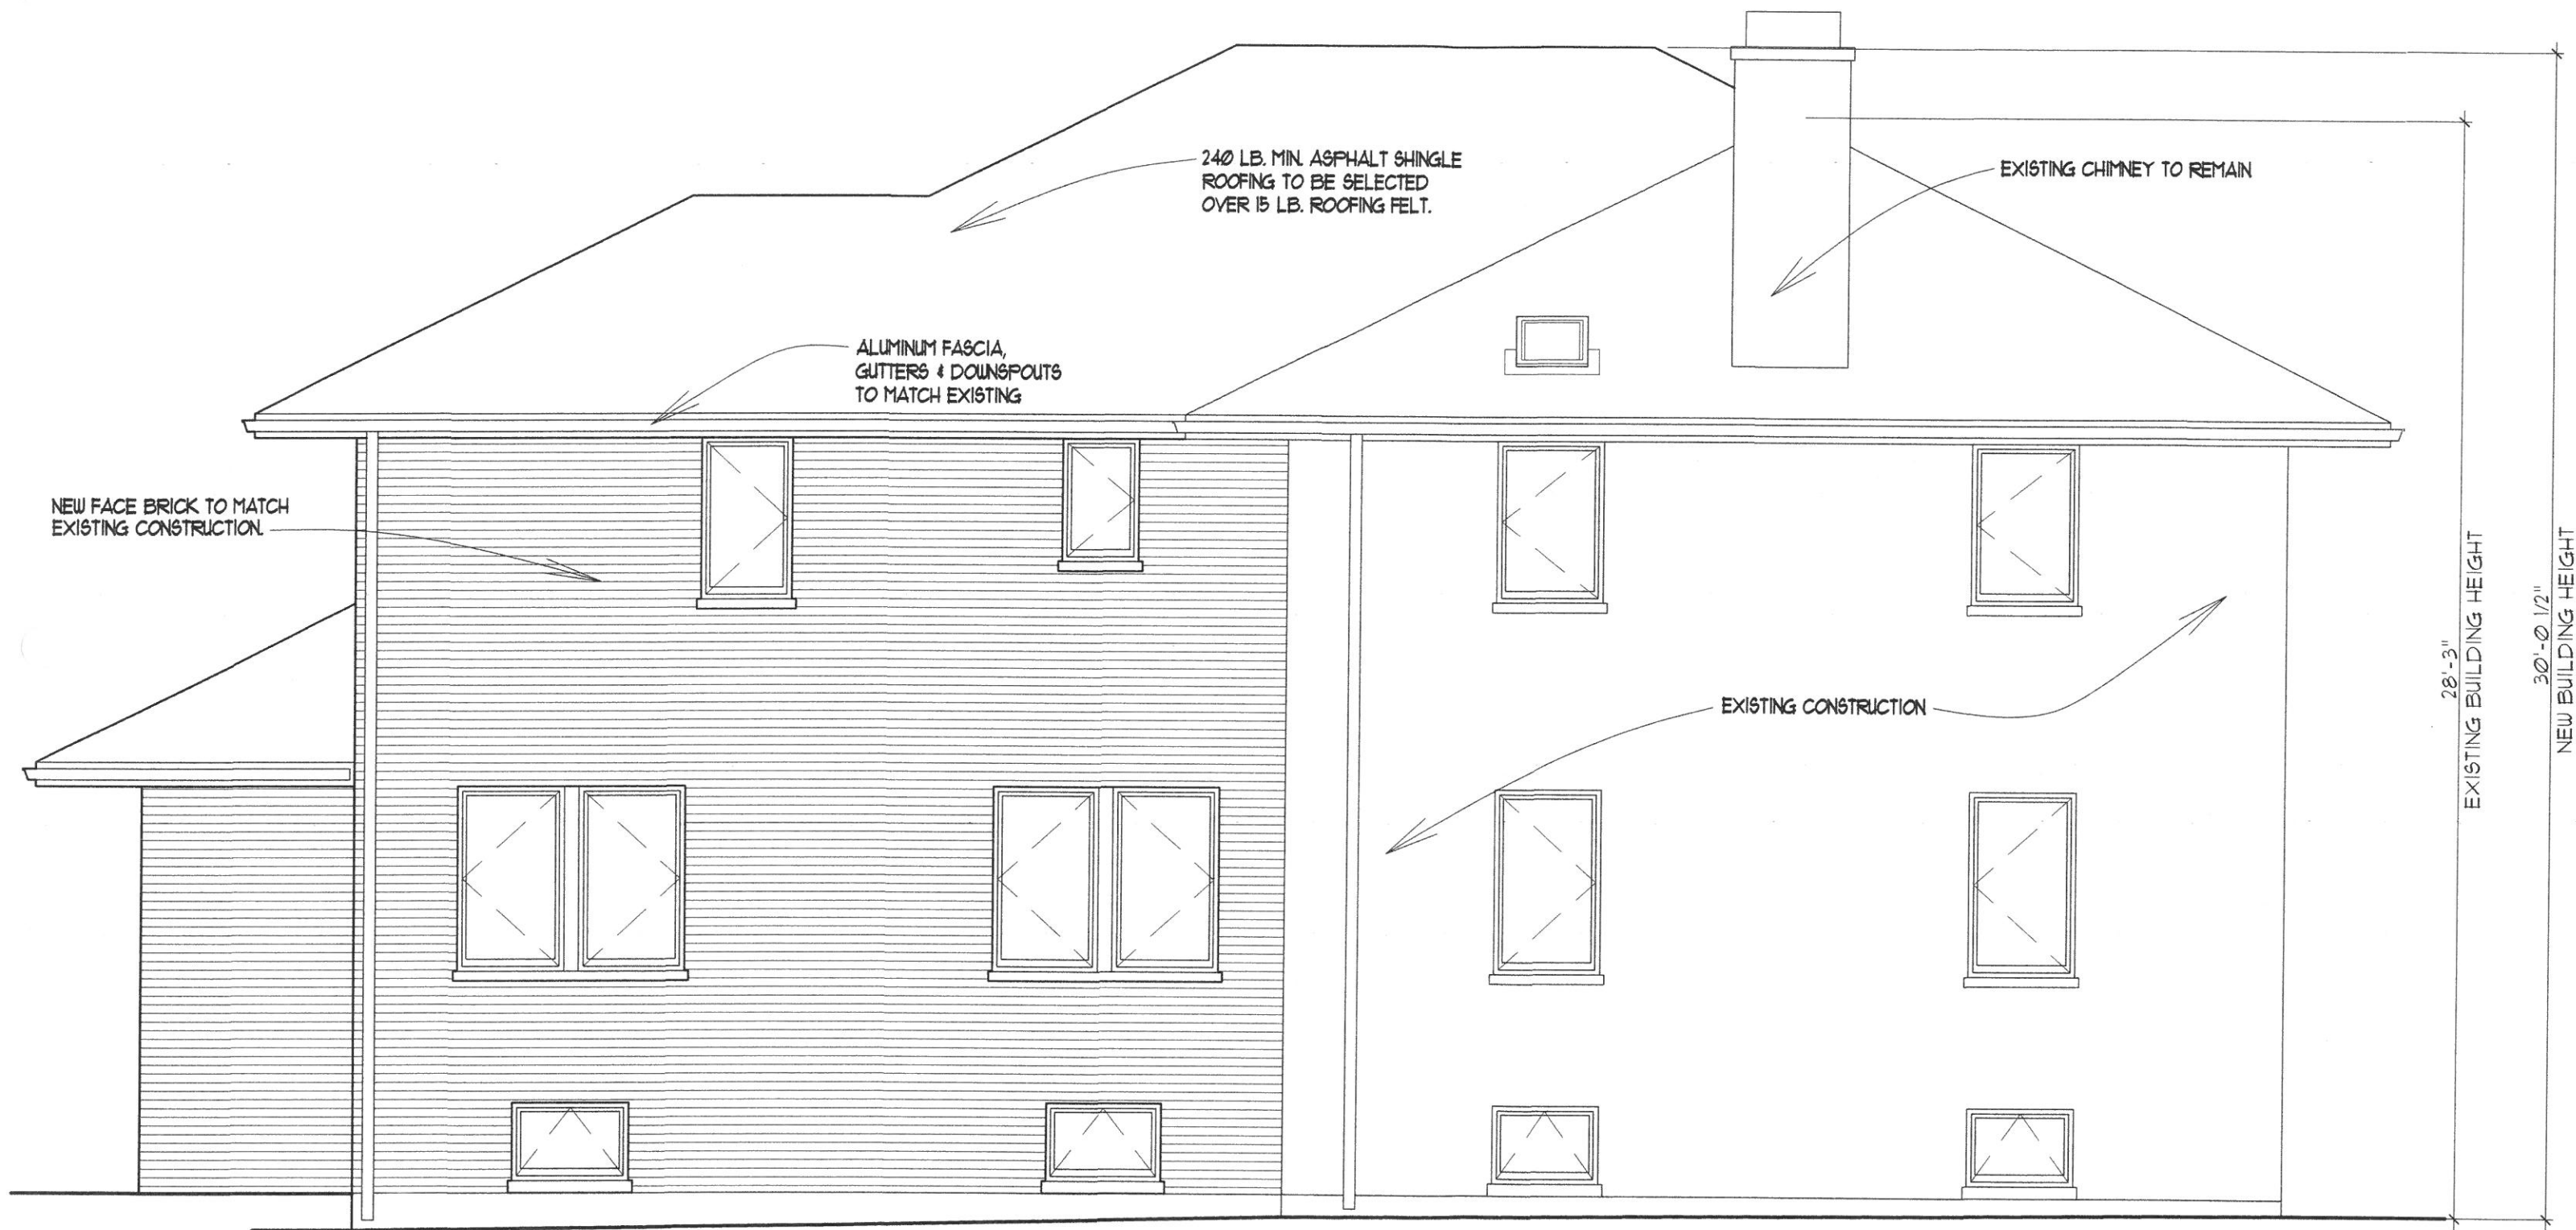 240 LB. MIN. ASPHALT SHINGLE
ROOFING TO BE SELECTED
OVER 15 LB. ROOFING FELT.
EXISTING CHIMNEY TO REMAIN
ALUMINUM FASCIA,
GUTTERS & DOWNSPOUTS
TO MATCH EXISTING
NEW FACE BRICK TO MATCH
EXISTING CONSTRUCTION.
EXISTING CONSTRUCTION
28'-3"
EXISTING BUILDING HEIGHT
30'-0 1/2"
NEW BUILDING HEIGHT